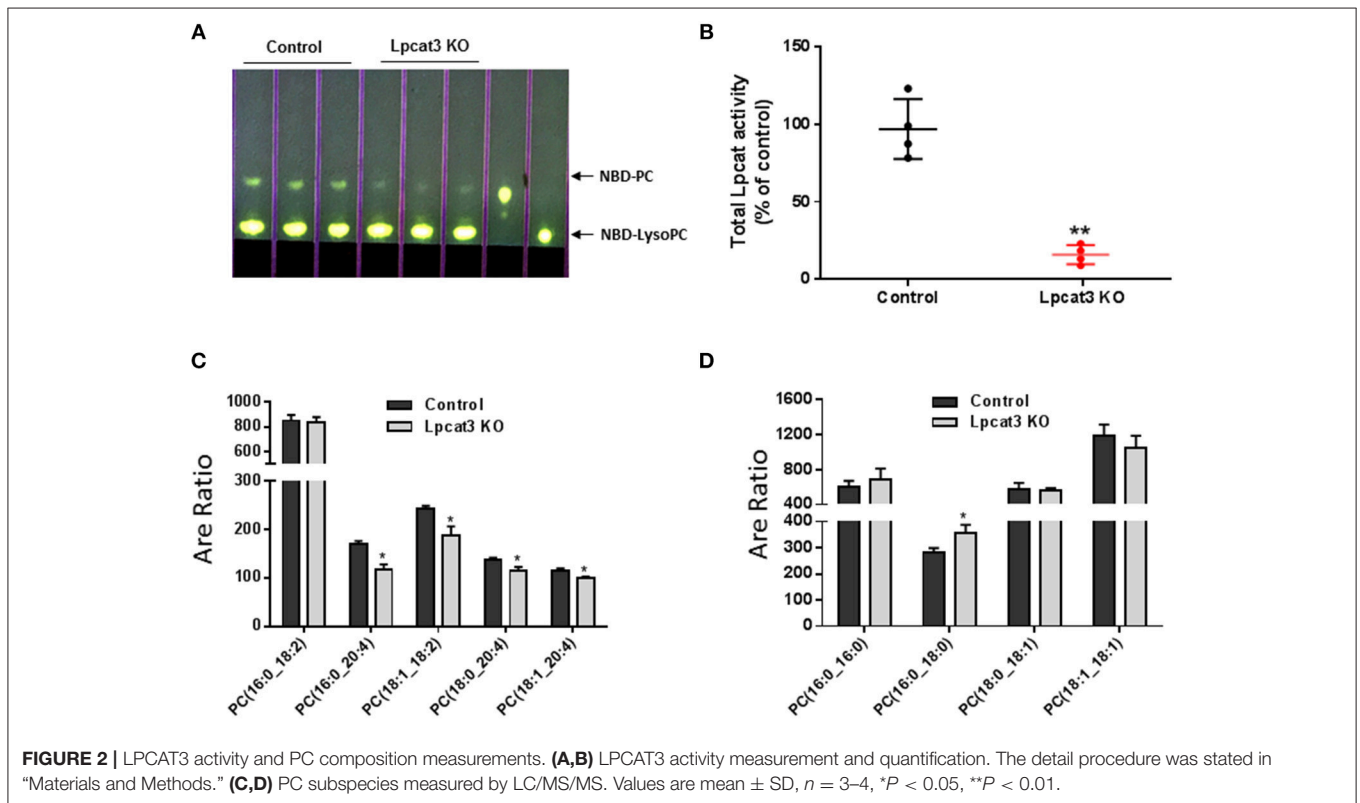 A
Control
Lpcat3 KO
NBD-PC
NBD-LysoPC
B
Total Lpcat activity
(% of control)
150
100
50
0
**
Control
Lpcat3 KO
C
Are Ratio
1000
800
600
300
200
100
0
Control
Lpcat3 KO
*
*
*
*
PC(16:0_18:2)
PC(16:0_20:4)
PC(18:1_18:2)
PC(18:0_20:4)
PC(18:1_20:4)
D
Are Ratio
1600
1200
800
400
400
300
200
100
0
Control
Lpcat3 KO
*
PC(16:0_16:0)
PC(16:0_18:0)
PC(18:0_18:1)
PC(18:1_18:1)
FIGURE 2 | LPCAT3 activity and PC composition measurements. (A,B) LPCAT3 activity measurement and quantification. The detail procedure was stated in
“Materials and Methods.” (C,D) PC subspecies measured by LC/MS/MS. Values are mean ± SD, n = 3–4, *P < 0.05, **P < 0.01.